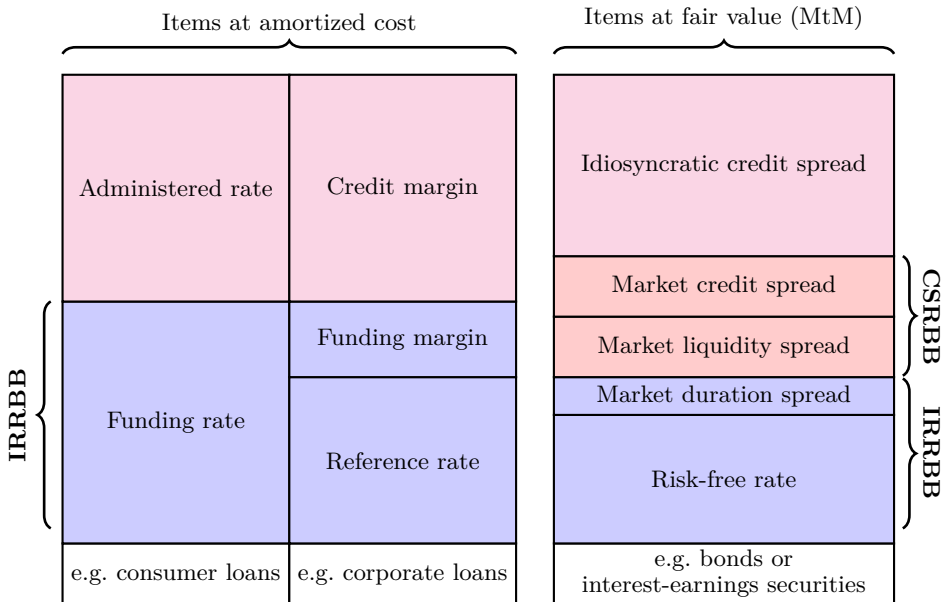 Items at amortized cost
Items at fair value (MtM)
Administered rate
Credit margin
Idiosyncratic credit spread
Market credit spread
Market liquidity spread
CSRBB
Funding margin
Funding rate
Reference rate
IRRBB
Market duration spread
Risk-free rate
IRRBB
e.g. consumer loans
e.g. corporate loans
e.g. bonds or
interest-earnings securities